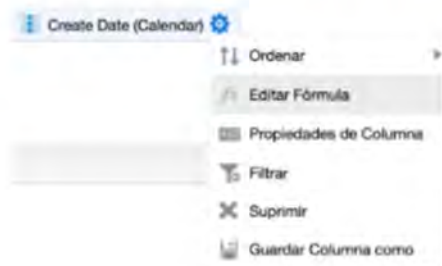 Create Date (Calendar)
Ordenar
Editar Fórmula
Propiedades de Columna
Filtrar
Suprimir
Guardar Columna como